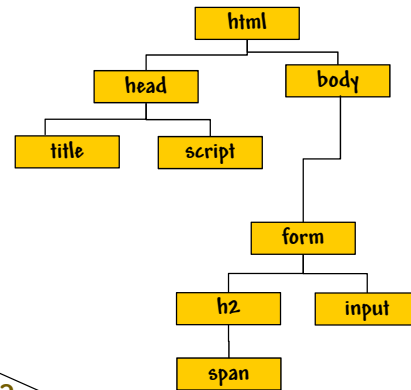 html
head
body
title
script
form
h2
input
span